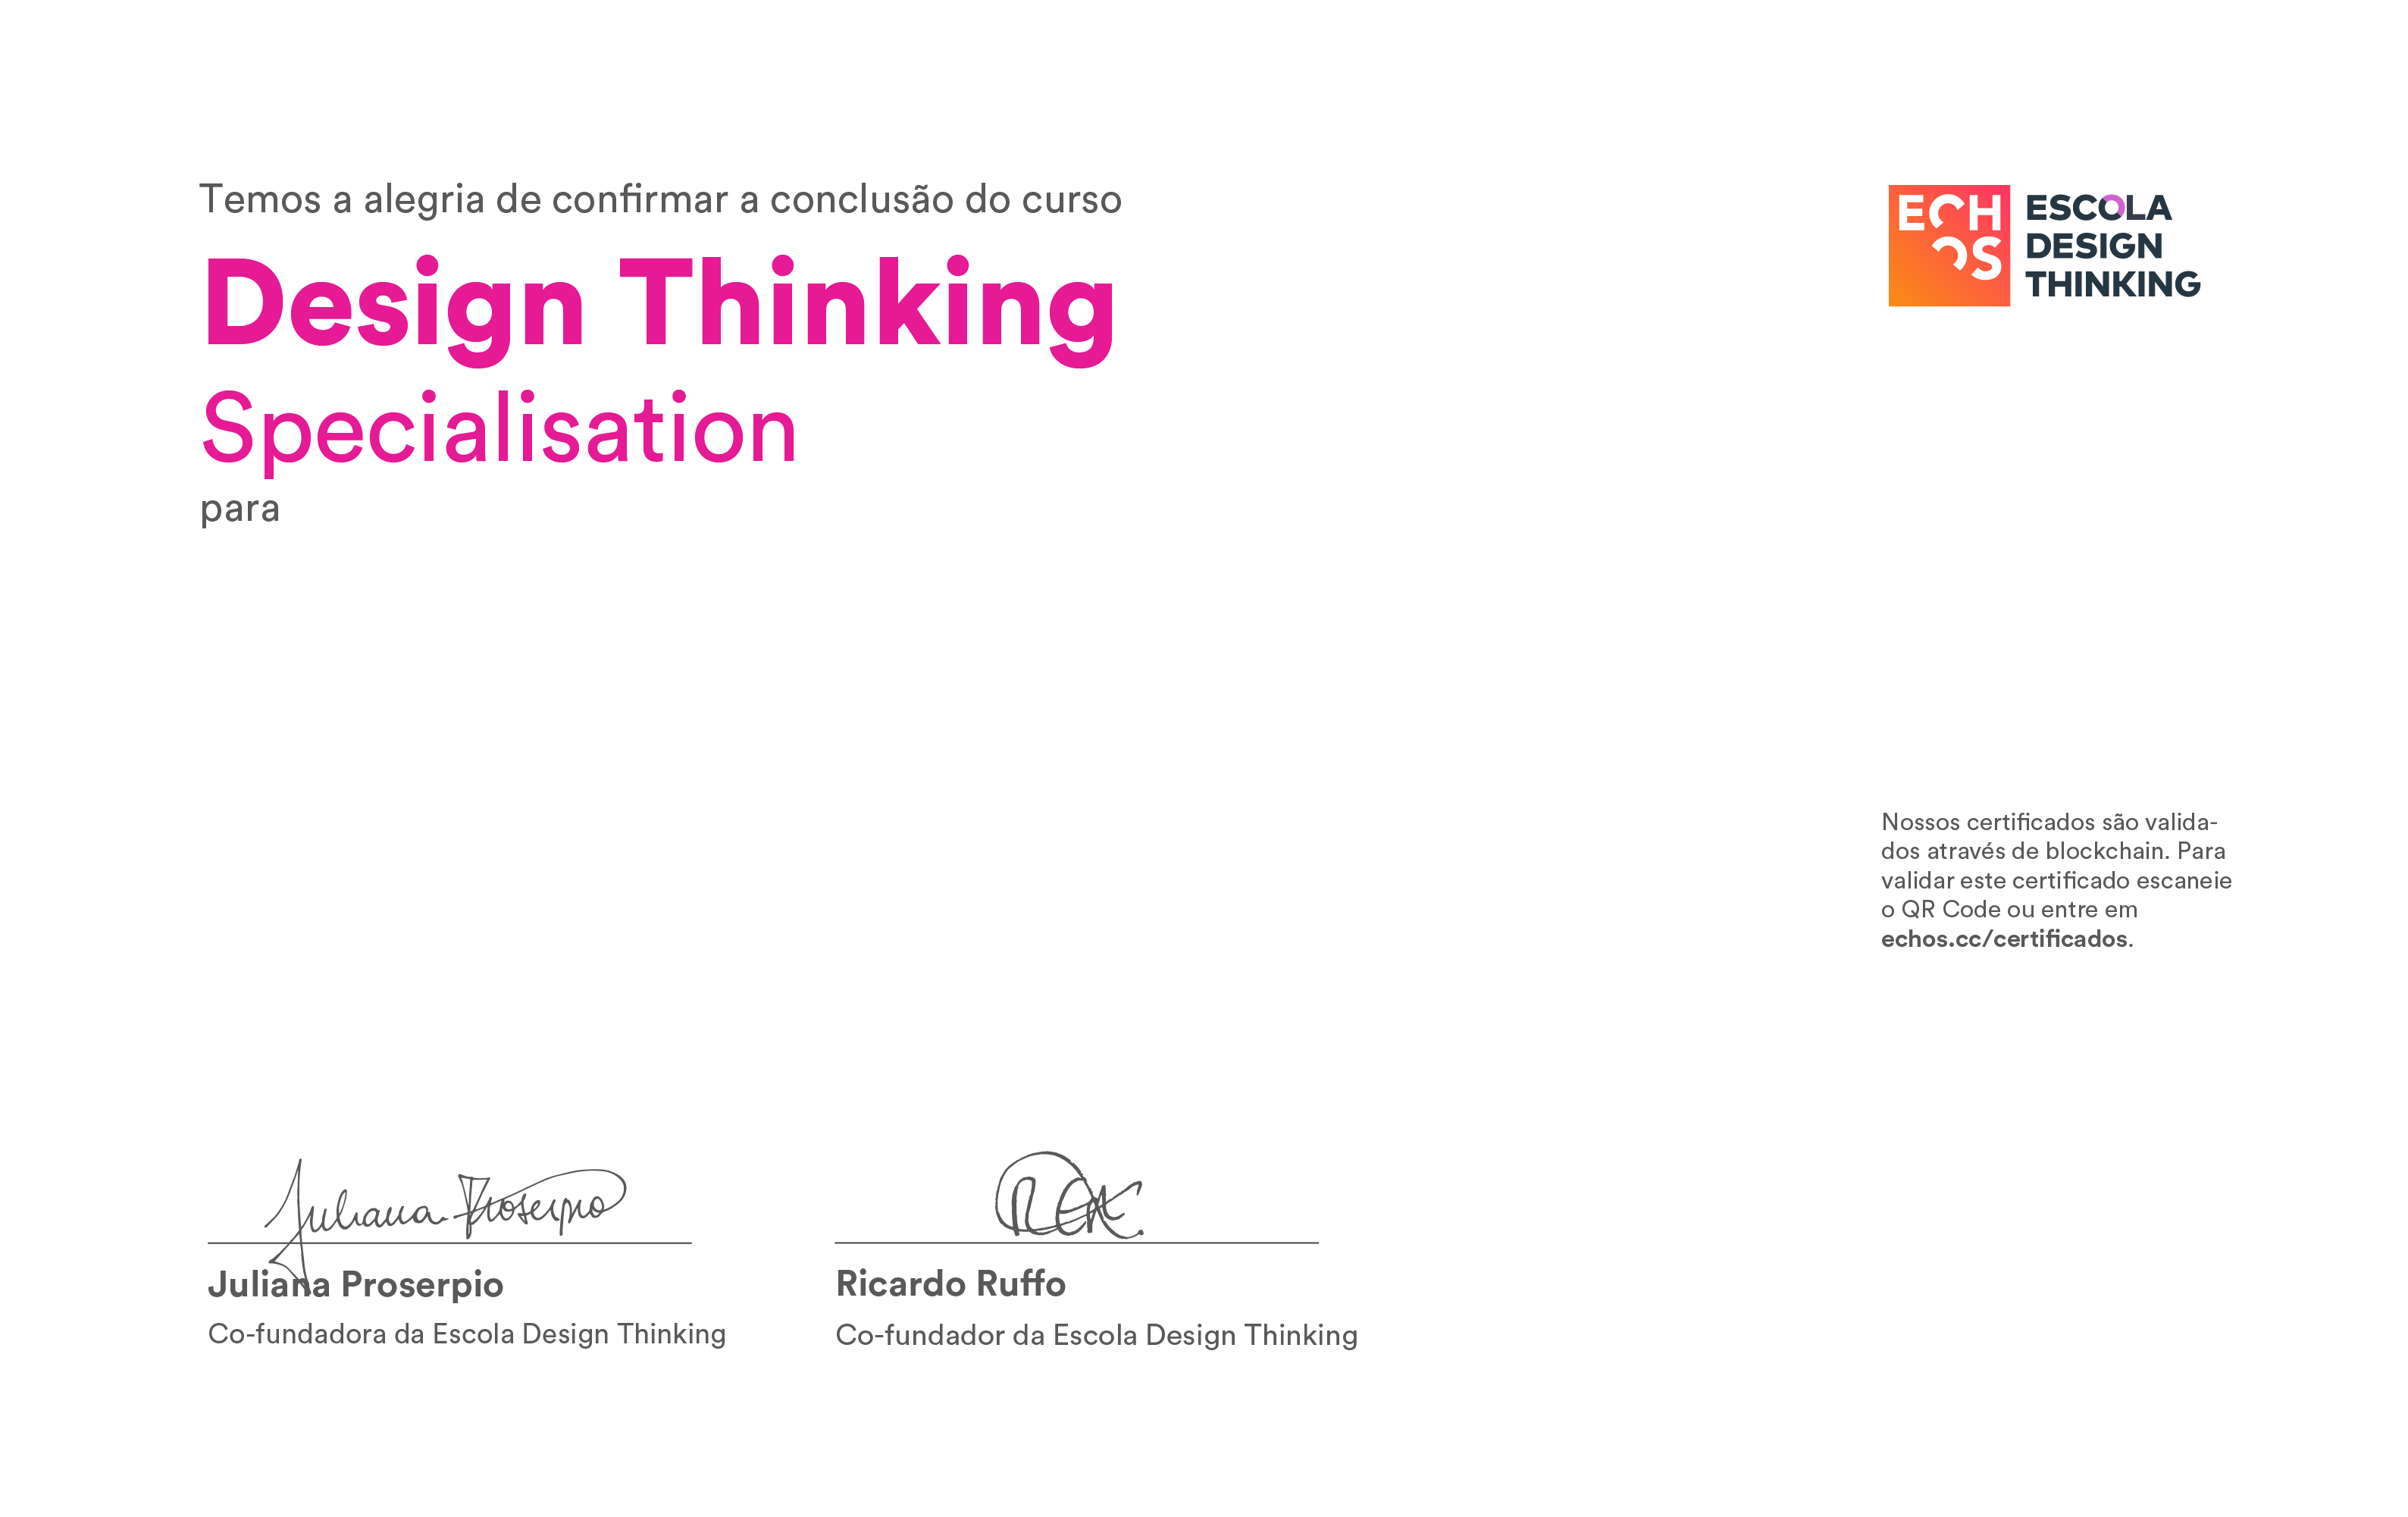 Temos a alegria de confirmar a conclusão do curso
Design Thinking
Specialisation
para
ECHOS
ESCOLA
DESIGN
THINKING
Nossos certificados são valida-
dos através de blockchain. Para
validar este certificado escaneie
o QR Code ou entre em
echos.cc/certificados.
Juliana Proserpio
Juliana Proserpio
Co-fundadora da Escola Design Thinking
Ricardo Ruffo
Co-fundador da Escola Design Thinking